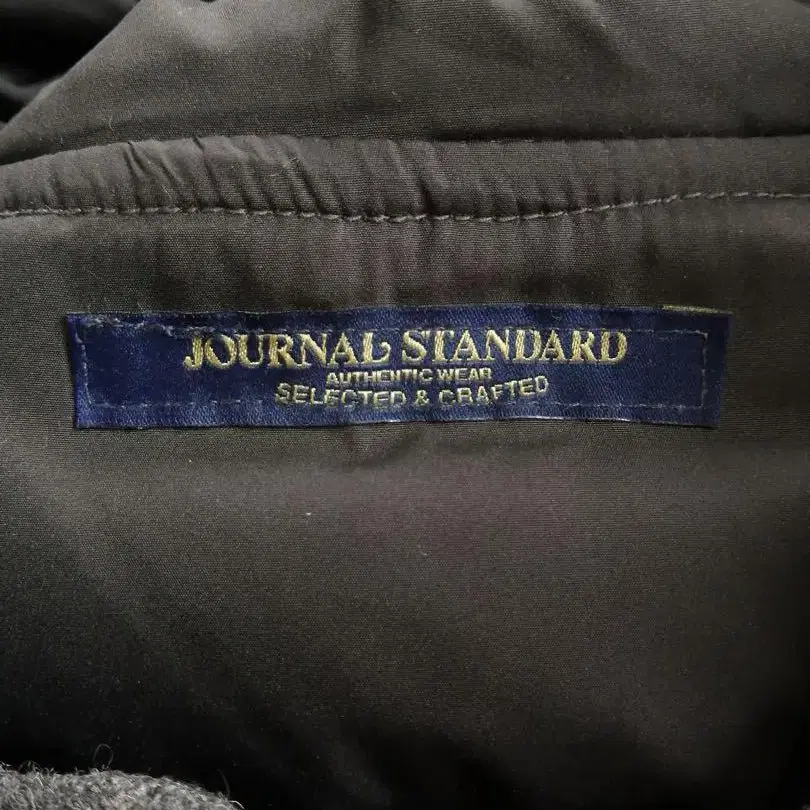 JOURNAL STANDARD
AUTHENTIC WEAR
SELECTED & CRAFTED